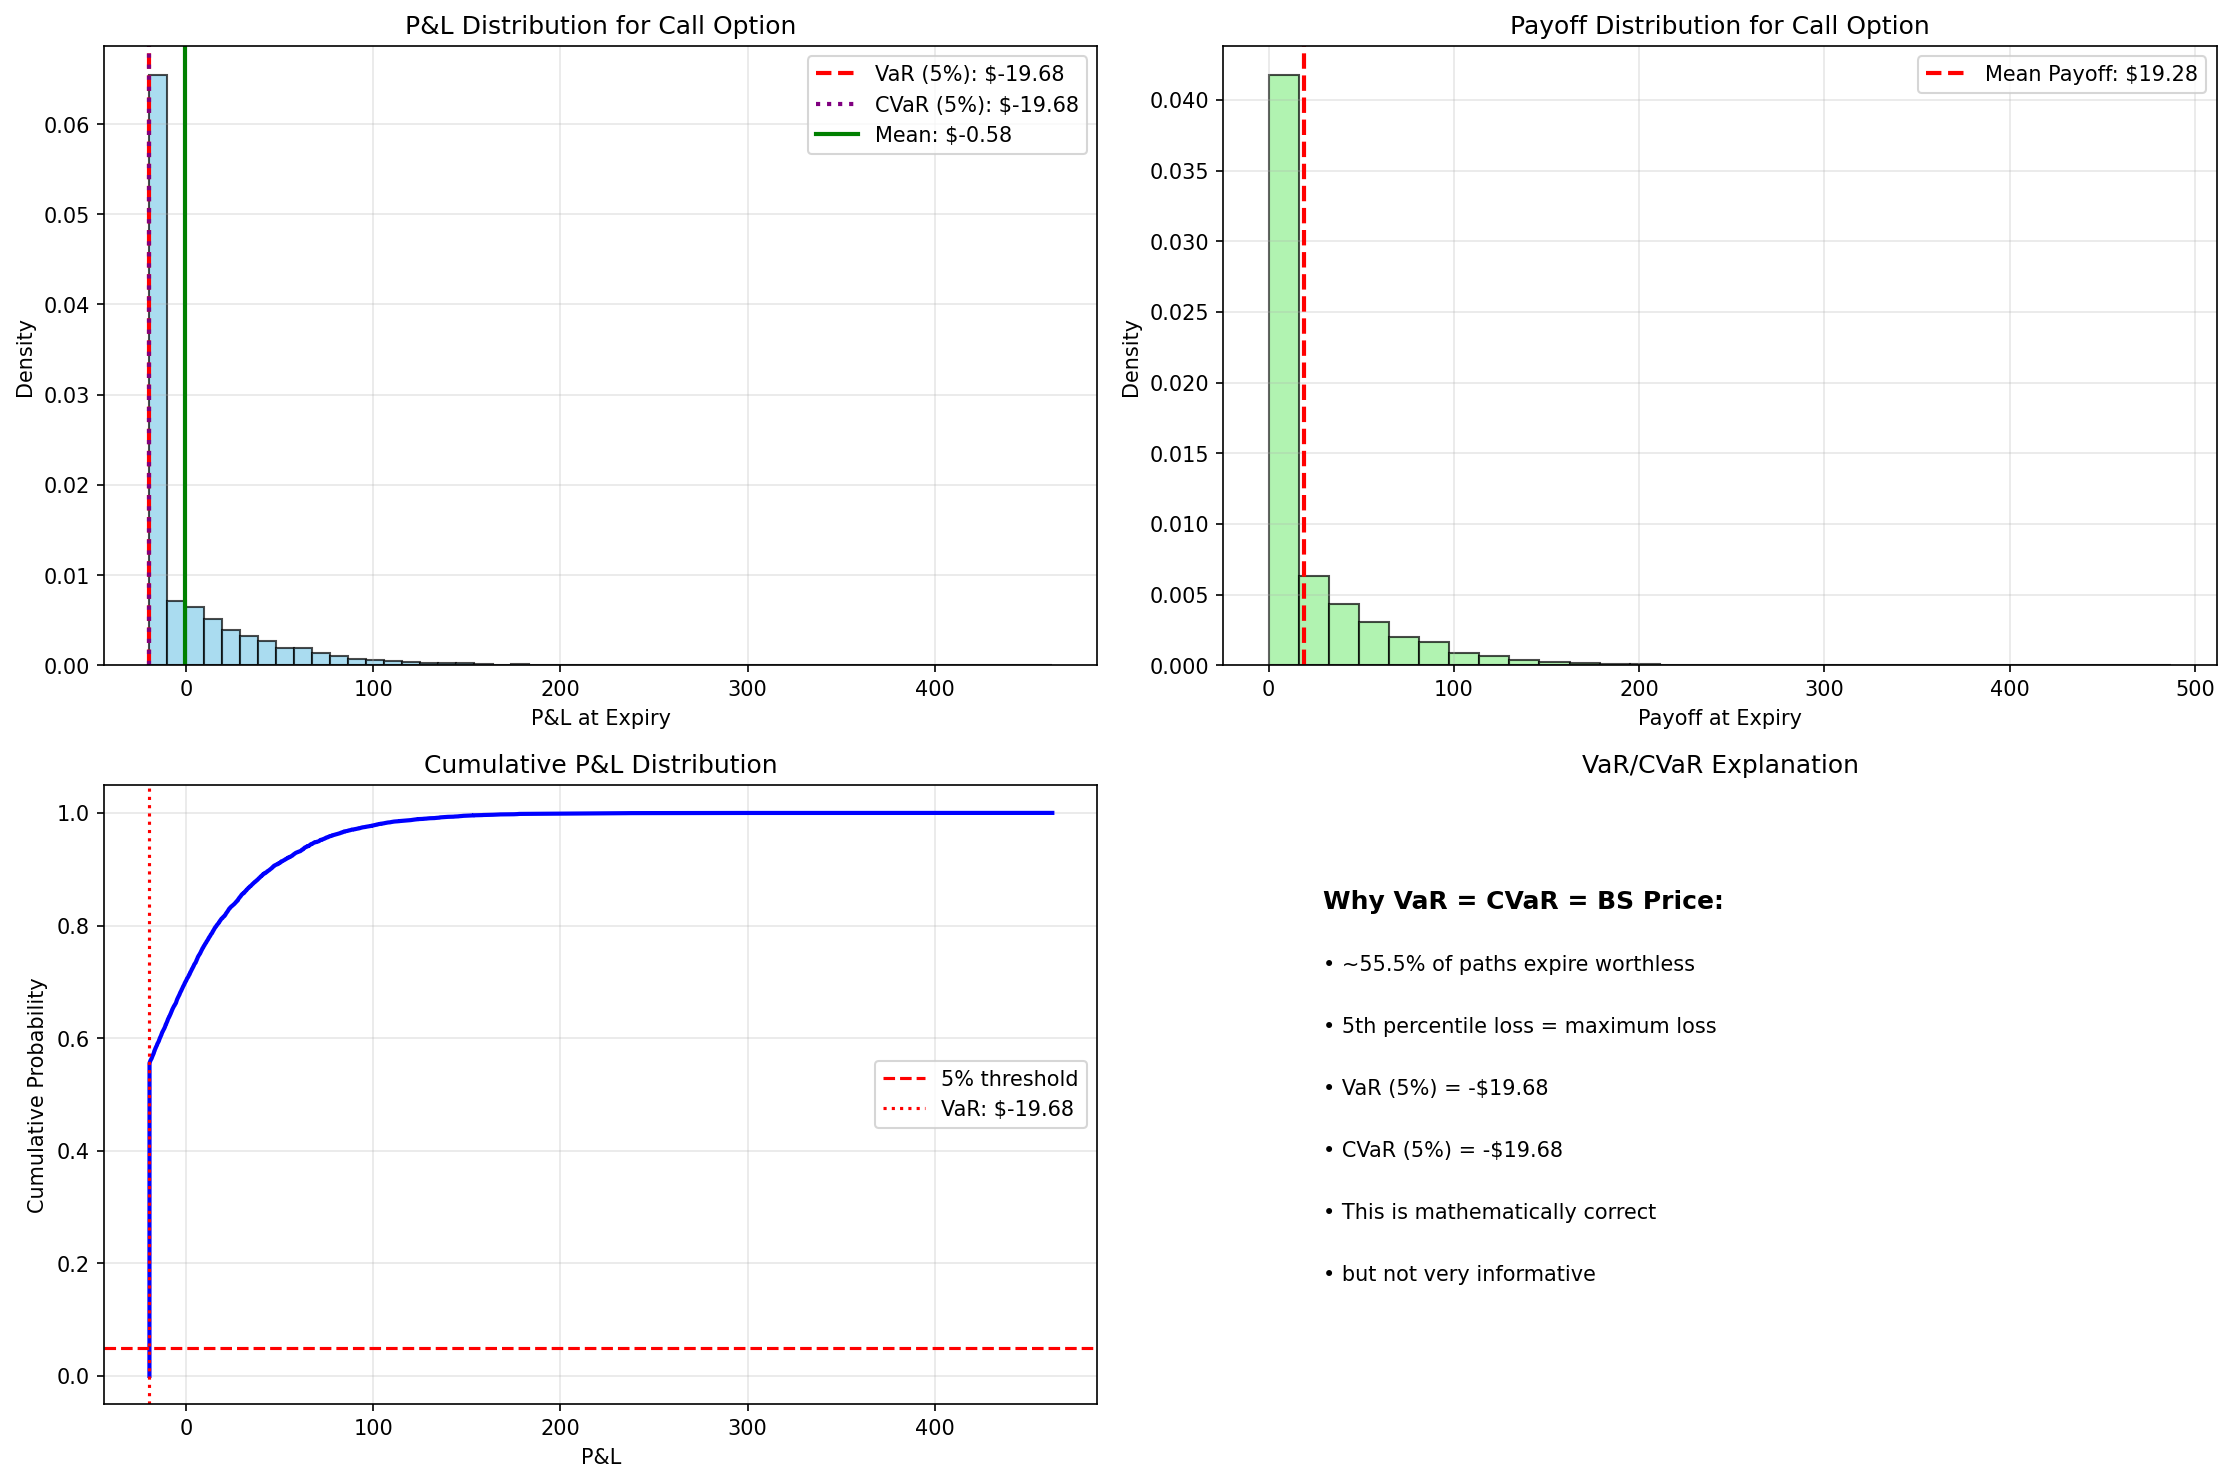 P&L Distribution for Call Option
VaR (5%): $-19.68
CVaR (5%): $-19.68
Mean: $-0.58
0.06
0.05
0.04
0.03
0.02
0.01
0.00
Density
0
100
200
300
400
P&L at Expiry
Payoff Distribution for Call Option
Mean Payoff: $19.28
0.040
0.035
0.030
0.025
0.020
0.015
0.010
0.005
0.000
Density
0
100
200
300
400
500
Payoff at Expiry
Cumulative P&L Distribution
1.0
0.8
0.6
0.4
0.2
0.0
Cumulative Probability
5% threshold
VaR: $-19.68
0
100
200
300
400
P&L
VaR/CVaR Explanation
Why VaR = CVaR = BS Price:
• ~55.5% of paths expire worthless
• 5th percentile loss = maximum loss
• VaR (5%) = -$19.68
• CVaR (5%) = -$19.68
• This is mathematically correct
• but not very informative